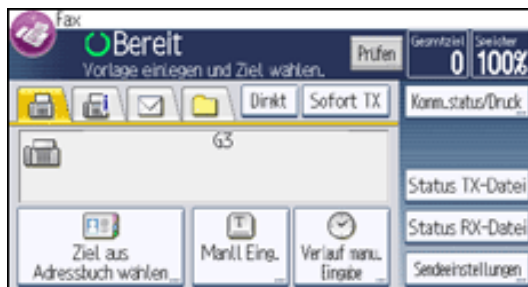 Fax
Bereit
Vorlage einlegen und Ziel wählen.
Prüfen
Gesamtziel
0
Speicher
100%
Direkt
Sofort TX
Komm.status/Druck
G3
Status TX-Datei
Status RX-Datei
Ziel aus
Adressbuch wählen
Manll Eing.
Verlauf manu.
Eingabe
Sendeeinstellungen